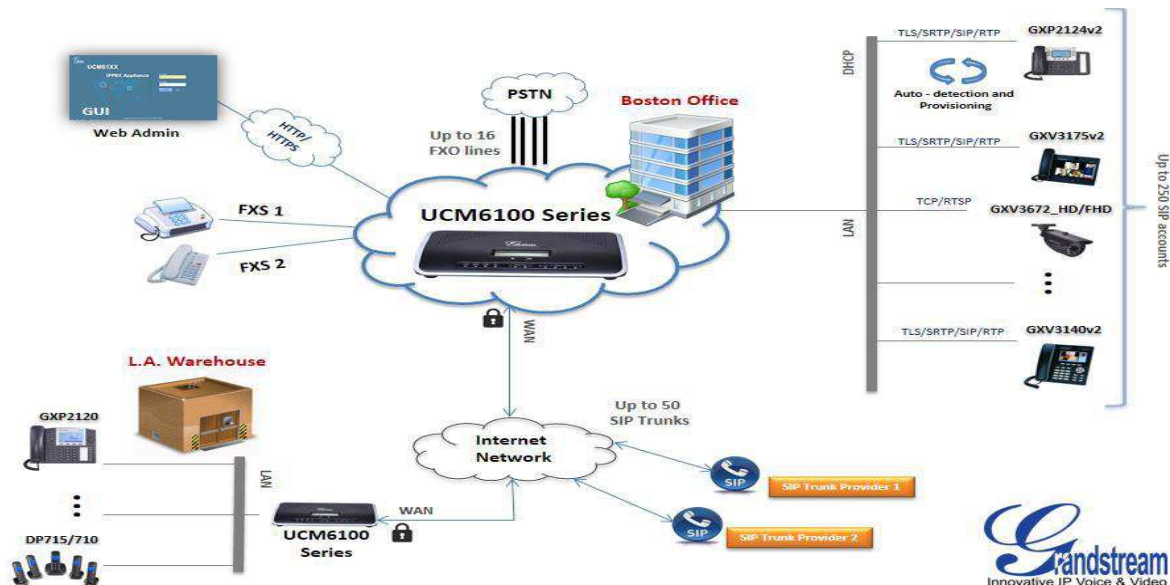 UCM61XX
IPPBX Appliance
GUI
Web Admin
HTTP/
HTTPS
PSTN
Up to 16
FXO lines
Boston Office
FXS 1
FXS 2
UCM6100 Series
Grandstream
WAN
DHCP
LAN
TLS/SRTP/SIP/RTP
GXP2124v2
Auto - detection and
Provisioning
TLS/SRTP/SIP/RTP
GXV3175v2
TCP/RTSP
GXV3672_HD/FHD
TLS/SRTP/SIP/RTP
GXV3140v2
Up to 250 SIP accounts
L.A. Warehouse
GXP2120
LAN
DP715/710
UCM6100
Series
WAN
Internet
Network
Up to 50
SIP Trunks
SIP
SIP Trunk Provider 1
SIP
SIP Trunk Provider 2
Grandstream
Innovative IP Voice & Video